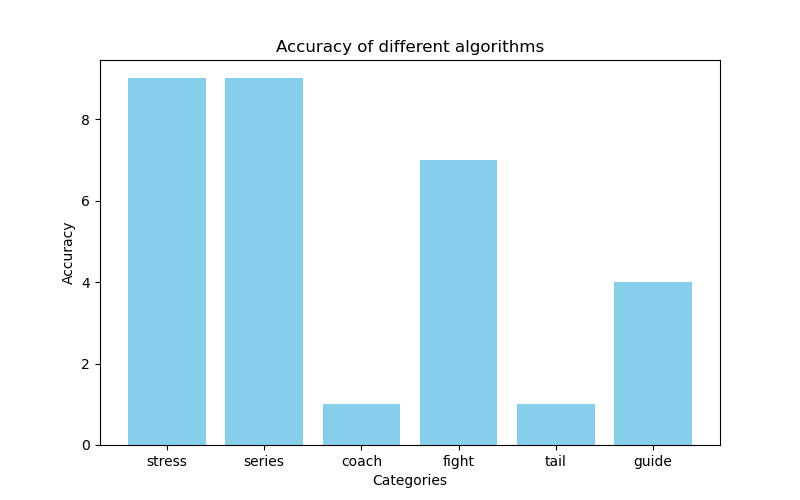 Accuracy of different algorithms
8
6
4
2
0
Accuracy
stress series coach fight tail guide
Categories